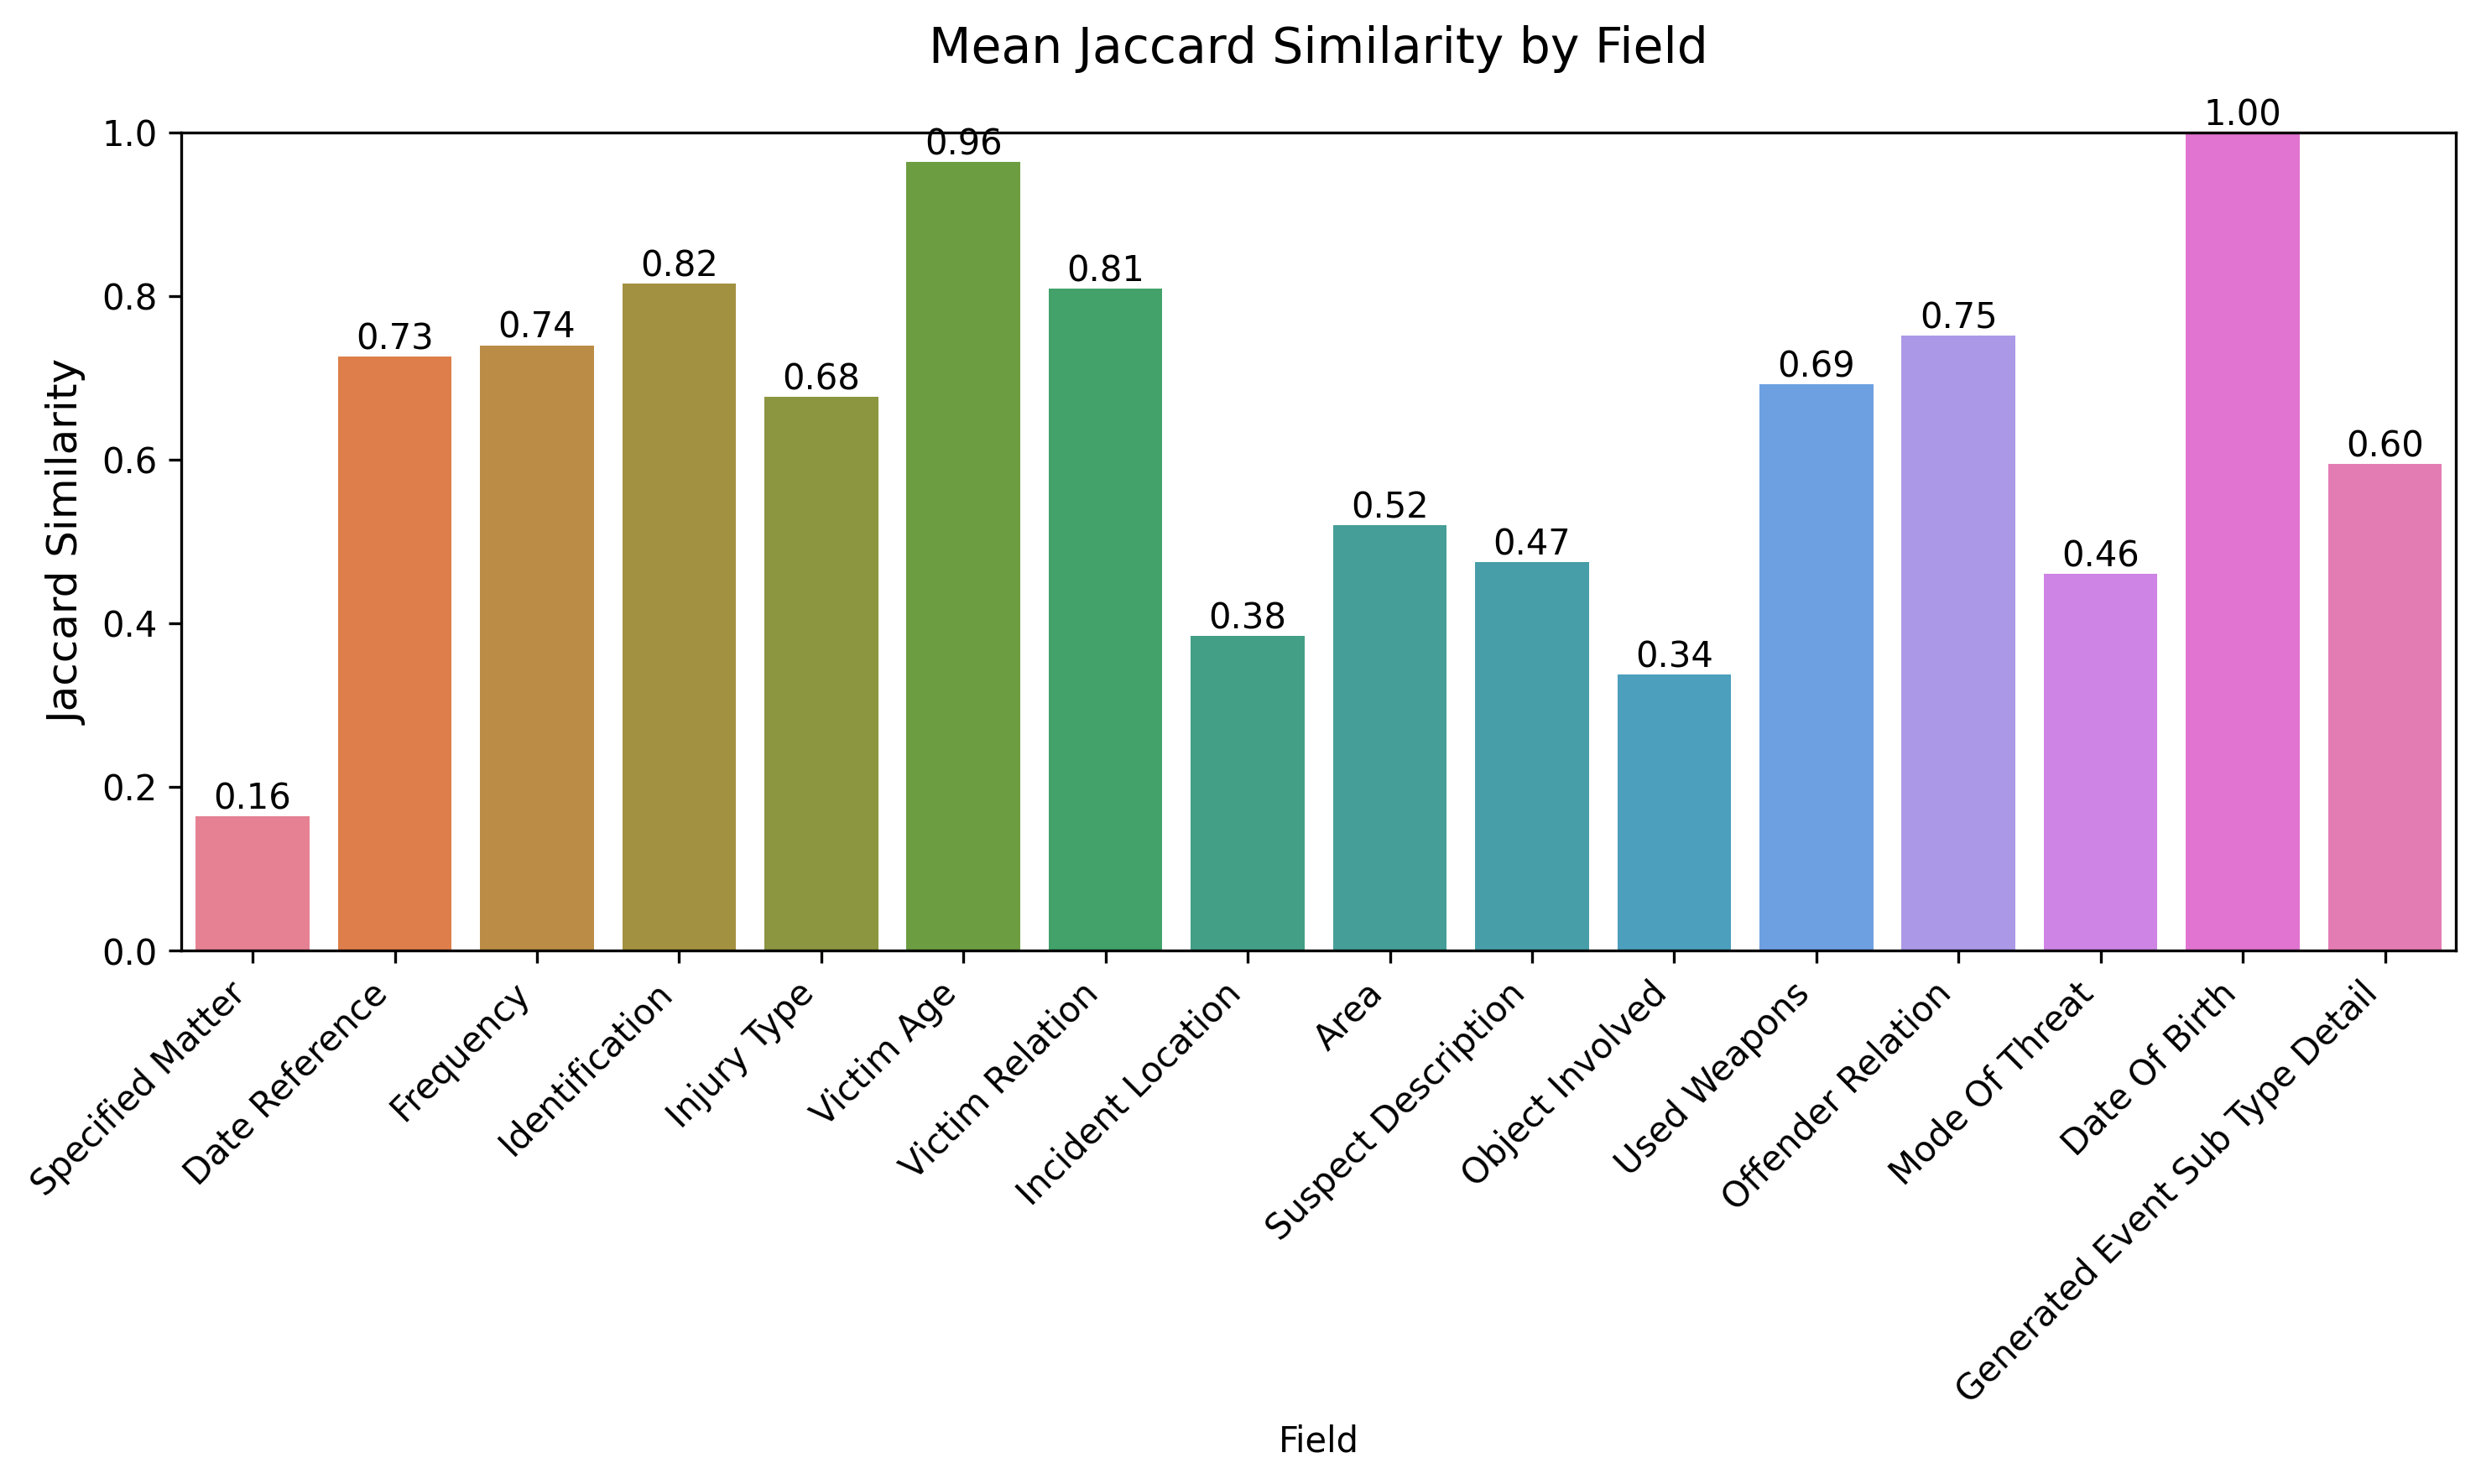 Mean Jaccard Similarity by Field
Jaccard Similarity
1.0
0.8
0.6
0.4
0.2
0.0
0.16
0.73
0.74
0.82
0.68
0.96
0.81
0.38
0.52
0.47
0.34
0.69
0.75
0.46
1.00
0.60
Specified Matter
Date Reference
Frequency
Identification
Injury Type
Victim Age
Victim Relation
Incident Location
Area
Suspect Description
Object Involved
Used Weapons
Offender Relation
Mode Of Threat
Date Of Birth
Generated Event Sub Type Detail
Field